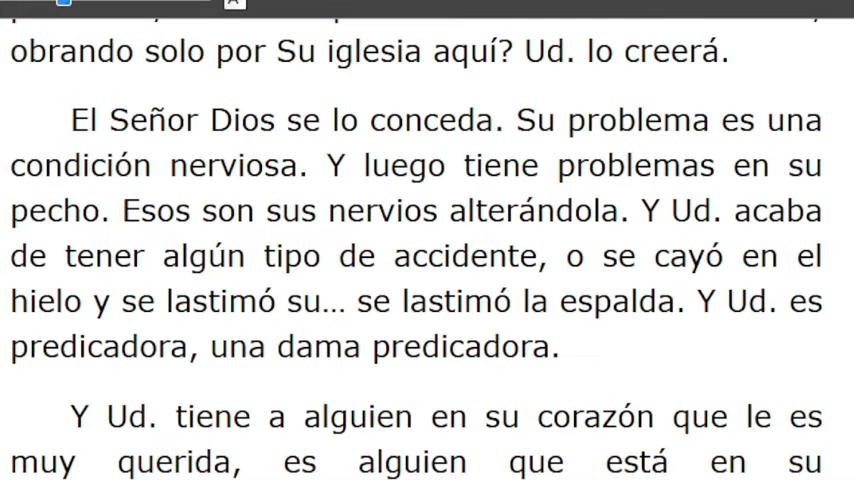 obrando solo por Su iglesia aquí? Ud. lo creerá.
El Señor Dios se lo conceda. Su problema es una
condición nerviosa. Y luego tiene problemas en su
pecho. Esos son sus nervios alterándola. Y Ud. acaba
de tener algún tipo de accidente, o se cayó en el
hielo y se lastimó su... se lastimó la espalda. Y Ud. es
predicadora, una dama predicadora.
Y Ud. tiene a alguien en su corazón que le es
muy querida, es alguien que está en su